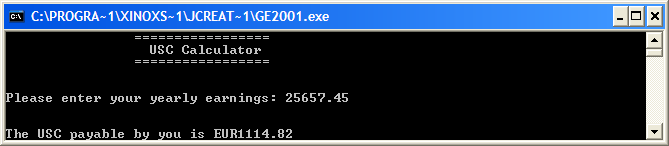 C:\PROGRA~1\XINOXS~1\JCREAT~1\GE2001.exe
=================
USC Calculator
=================
Please enter your yearly earnings: 25657.45
The USC payable by you is EUR1114.82